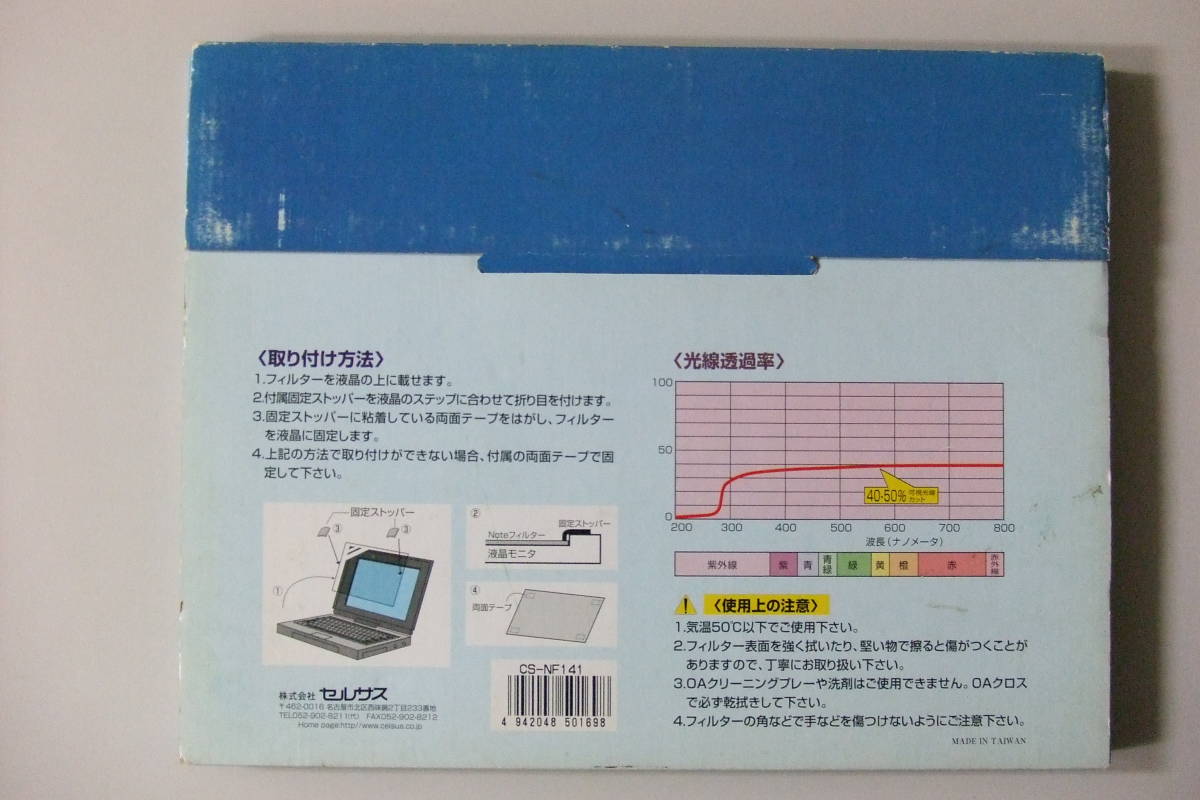 〈取り付け方法〉
1.フィルターを液晶の上に載せます。
2.付属固定ストッパーを液晶のステップに合わせて折り目を付けます。
3.固定ストッパーに粘着している両面テープをはがし、フィルター
を液晶に固定します。
4.上記の方法で取り付けができない場合、付属の両面テープで固
定して下さい。
固定ストッパー
③
③
①
②
固定ストッパー
Noteフィルター
液晶モニタ
④
両面テープ
株式会社 セルサス
〒462-0016 名古屋市北区西味鋺2丁目233番地
TEL052-902-8211(代) FAX052-902-8212
Home page:http//www.celsus.co.jp
CS-NF141
4 942048 501698
〈光線透過率〉
100
50
0
40-50% 可視光線
カット
200 300 400 500 600 700 800
波長(ナノメータ)
紫外線 紫 青 青緑 緑 黄 橙 赤 赤外線
〈使用上の注意〉
1.気温50℃以下でご使用下さい。
2.フィルター表面を強く拭いたり、堅い物で擦ると傷がつくことが
ありますので、丁寧にお取り扱い下さい。
3.OAクリーニングブレーや洗剤はご使用できません。OAクロス
で必ず乾拭きして下さい。
4.フィルターの角などで手などを傷つけないようにご注意下さい。
MADE IN TAIWAN